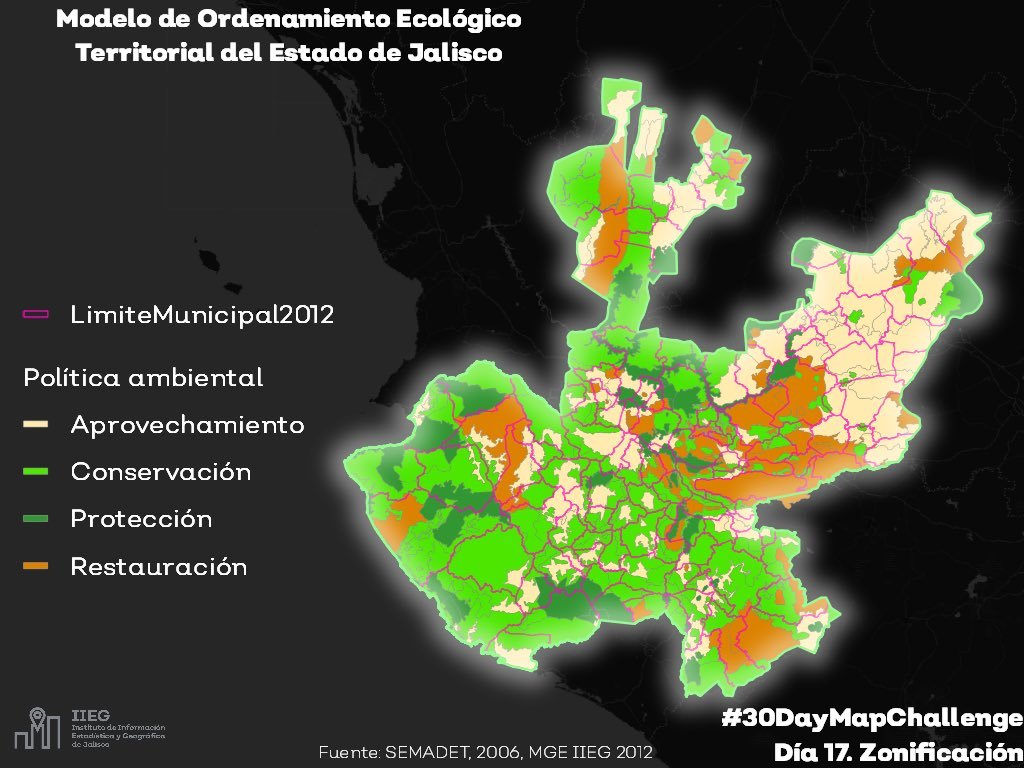 Modelo de Ordenamiento Ecológico
Territorial del Estado de Jalisco
LimiteMunicipal2012
Política ambiental
Aprovechamiento
Conservación
Protección
Restauración
IIEG
Instituto de Información
Estadística y Geográfica
de Jalisco
Fuente: SEMADET, 2006, MGE IIEG 2012
#30DayMapChallenge
Día 17. Zonificación